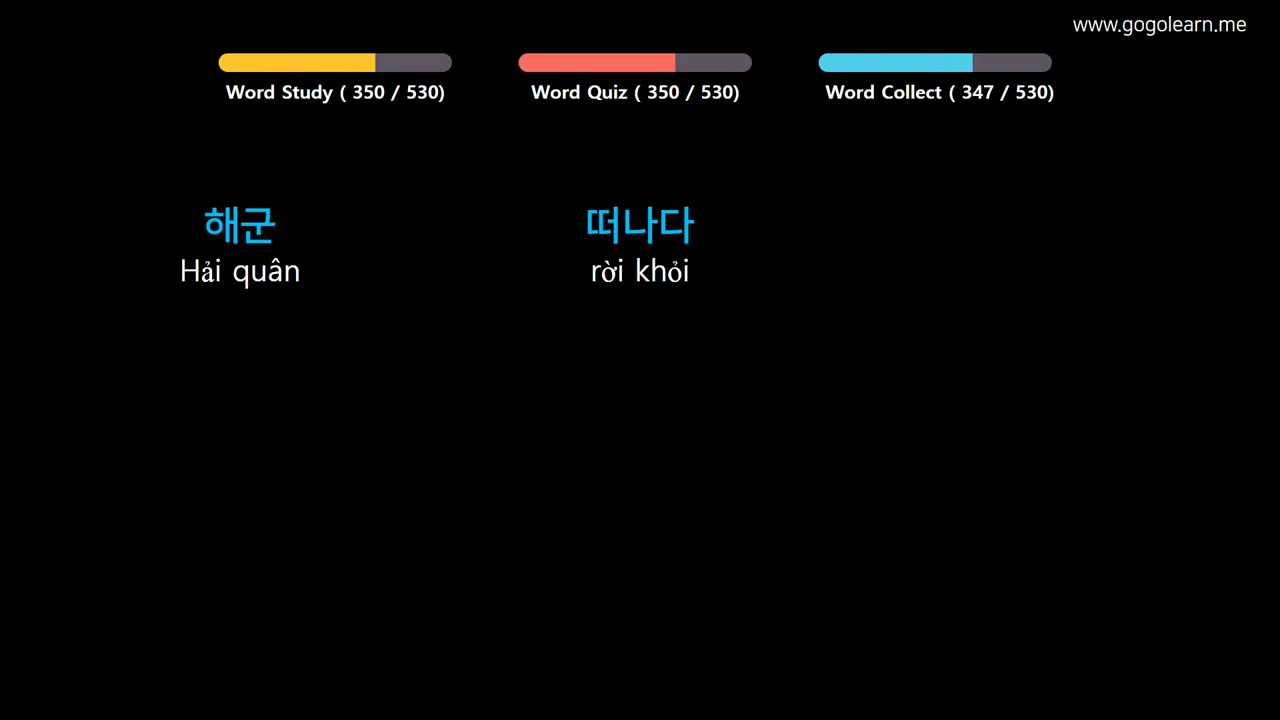 www.gogolearn.me
Word Study ( 350 / 530)
Word Quiz ( 350 / 530)
Word Collect ( 347 / 530)
해군
Hải quân
떠나다
rời khỏi